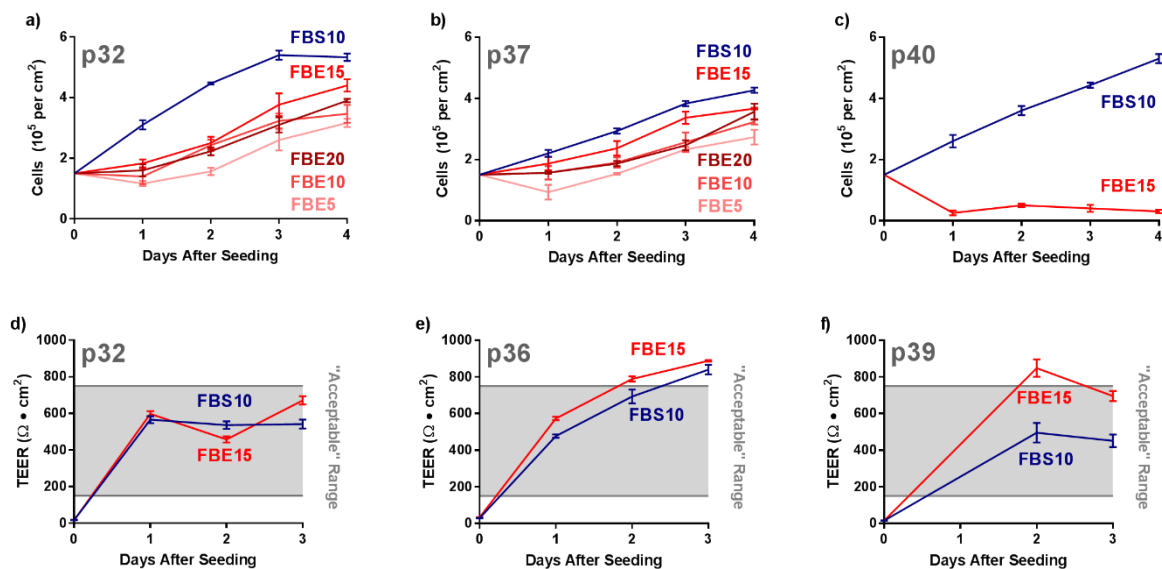 a)
p32
6
4
2
0
Cells (10⁵ per cm²)
FBS10
FBE15
FBE20
FBE10
FBE5
0 1 2 3 4
Days After Seeding
b)
p37
6
4
2
0
Cells (10⁵ per cm²)
FBS10
FBE15
FBE20
FBE10
FBE5
0 1 2 3 4
Days After Seeding
c)
p40
6
4
2
0
Cells (10⁵ per cm²)
FBS10
FBE15
0 1 2 3 4
Days After Seeding
d)
p32
1000
800
600
400
200
0
TEER (Ω • cm²)
FBS10
FBE15
"Acceptable" Range
0 1 2 3
Days After Seeding
e)
p36
1000
800
600
400
200
0
TEER (Ω • cm²)
FBE15
FBS10
"Acceptable" Range
0 1 2 3
Days After Seeding
f)
p39
1000
800
600
400
200
0
TEER (Ω • cm²)
FBE15
FBS10
"Acceptable" Range
0 1 2 3
Days After Seeding